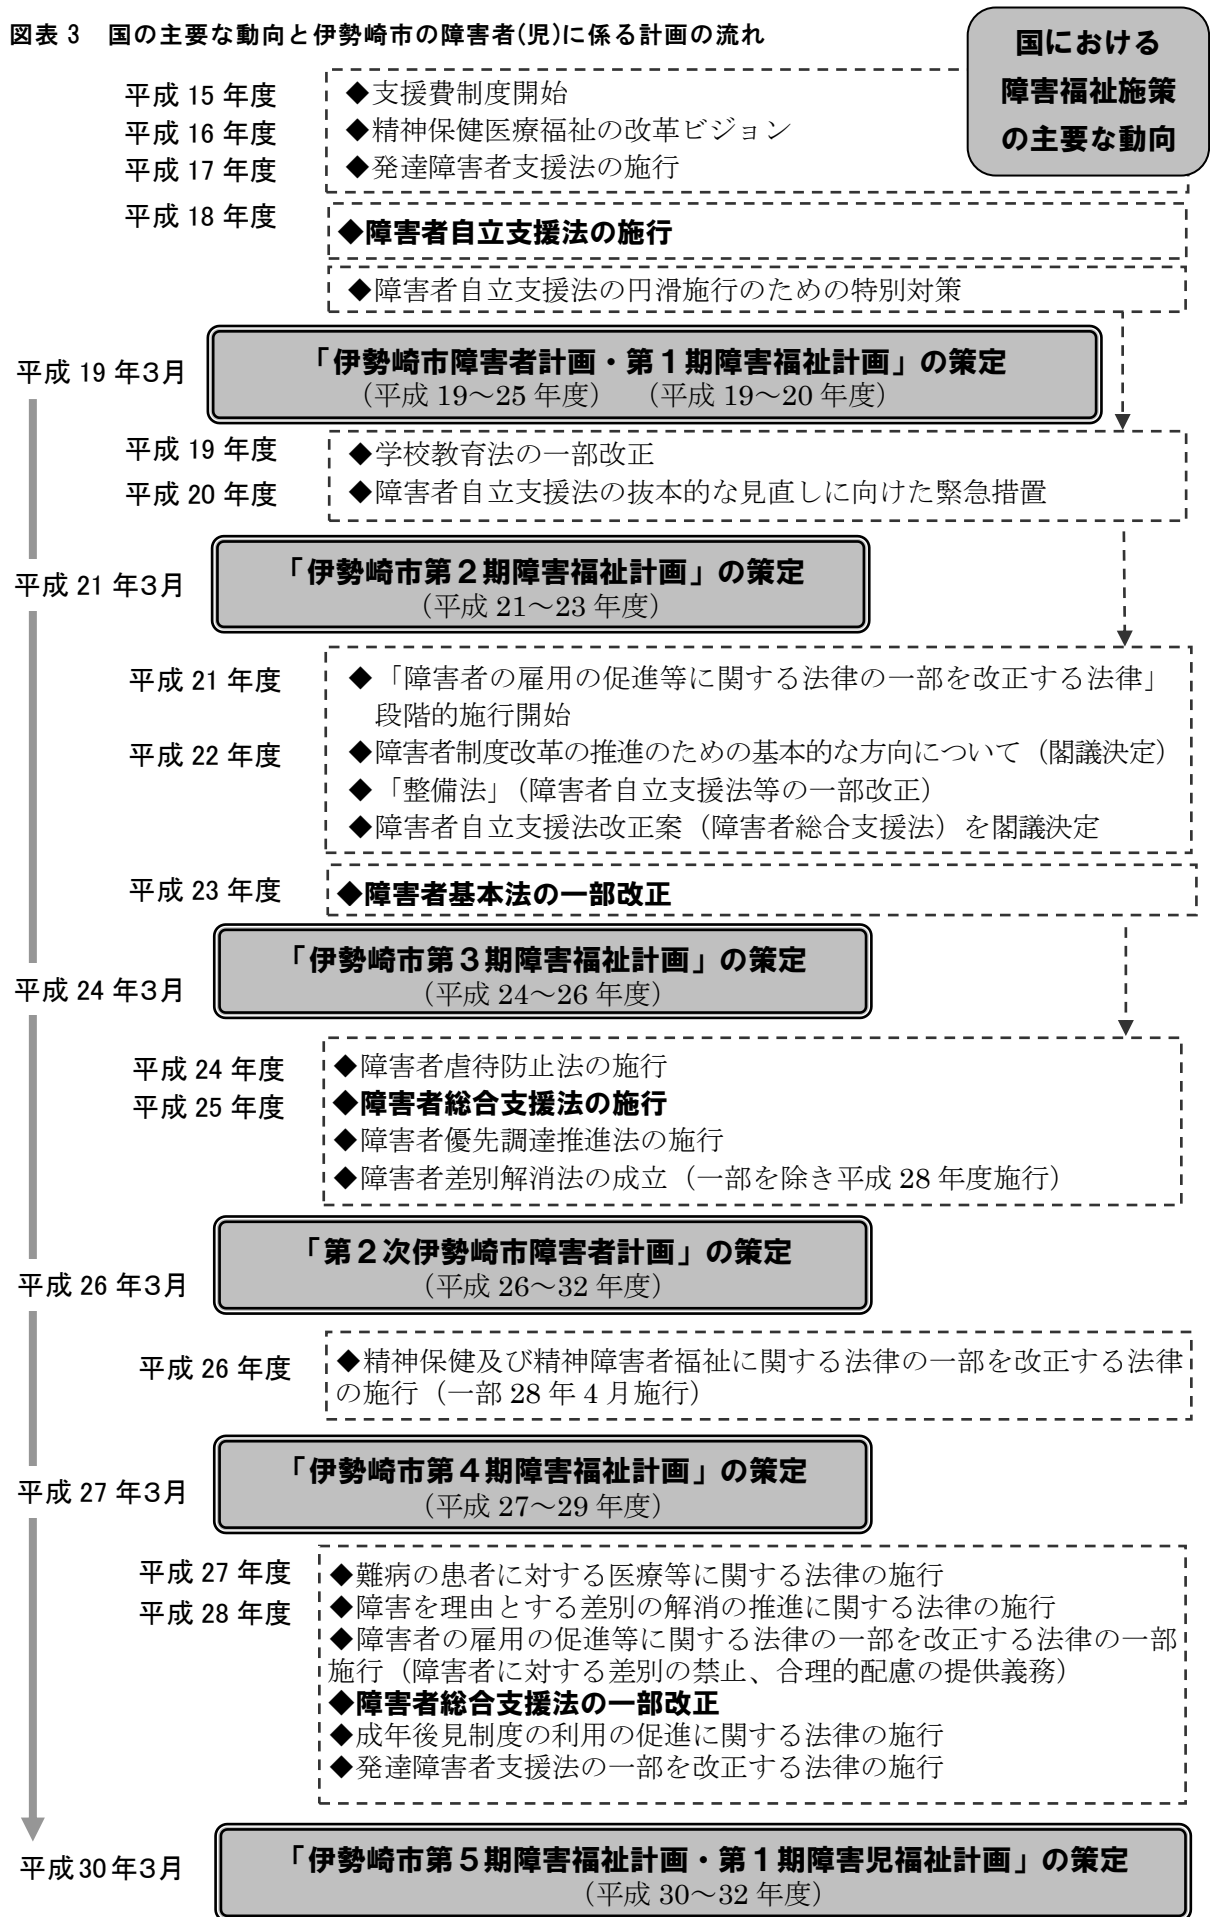 図表 3　国の主要な動向と伊勢崎市の障害者(児)に係る計画の流れ
国における
障害福祉施策
の主要な動向
平成 15 年度
◆支援費制度開始
平成 16 年度
◆精神保健医療福祉の改革ビジョン
平成 17 年度
◆発達障害者支援法の施行
平成 18 年度
◆障害者自立支援法の施行
◆障害者自立支援法の円滑施行のための特別対策
平成 19 年３月
「伊勢崎市障害者計画・第１期障害福祉計画」の策定
（平成 19～25 年度）　（平成 19～20 年度）
平成 19 年度
◆学校教育法の一部改正
平成 20 年度
◆障害者自立支援法の抜本的な見直しに向けた緊急措置
平成 21 年３月
「伊勢崎市第２期障害福祉計画」の策定
（平成 21～23 年度）
平成 21 年度
◆「障害者の雇用の促進等に関する法律の一部を改正する法律」
段階的施行開始
平成 22 年度
◆障害者制度改革の推進のための基本的な方向について（閣議決定）
◆「整備法」（障害者自立支援法等の一部改正）
◆障害者自立支援法改正案（障害者総合支援法）を閣議決定
平成 23 年度
◆障害者基本法の一部改正
平成 24 年３月
「伊勢崎市第３期障害福祉計画」の策定
（平成 24～26 年度）
平成 24 年度
◆障害者虐待防止法の施行
平成 25 年度
◆障害者総合支援法の施行
◆障害者優先調達推進法の施行
◆障害者差別解消法の成立（一部を除き平成 28 年度施行）
平成 26 年３月
「第２次伊勢崎市障害者計画」の策定
（平成 26～32 年度）
平成 26 年度
◆精神保健及び精神障害者福祉に関する法律の一部を改正する法律
の施行（一部 28 年 4 月施行）
平成 27 年３月
「伊勢崎市第４期障害福祉計画」の策定
（平成 27～29 年度）
平成 27 年度
◆難病の患者に対する医療等に関する法律の施行
平成 28 年度
◆障害を理由とする差別の解消の推進に関する法律の施行
◆障害者の雇用の促進等に関する法律の一部を改正する法律の一部
施行（障害者に対する差別の禁止、合理的配慮の提供義務）
◆障害者総合支援法の一部改正
◆成年後見制度の利用の促進に関する法律の施行
◆発達障害者支援法の一部を改正する法律の施行
平成 30 年３月
「伊勢崎市第５期障害福祉計画・第１期障害児福祉計画」の策定
（平成 30～32 年度）